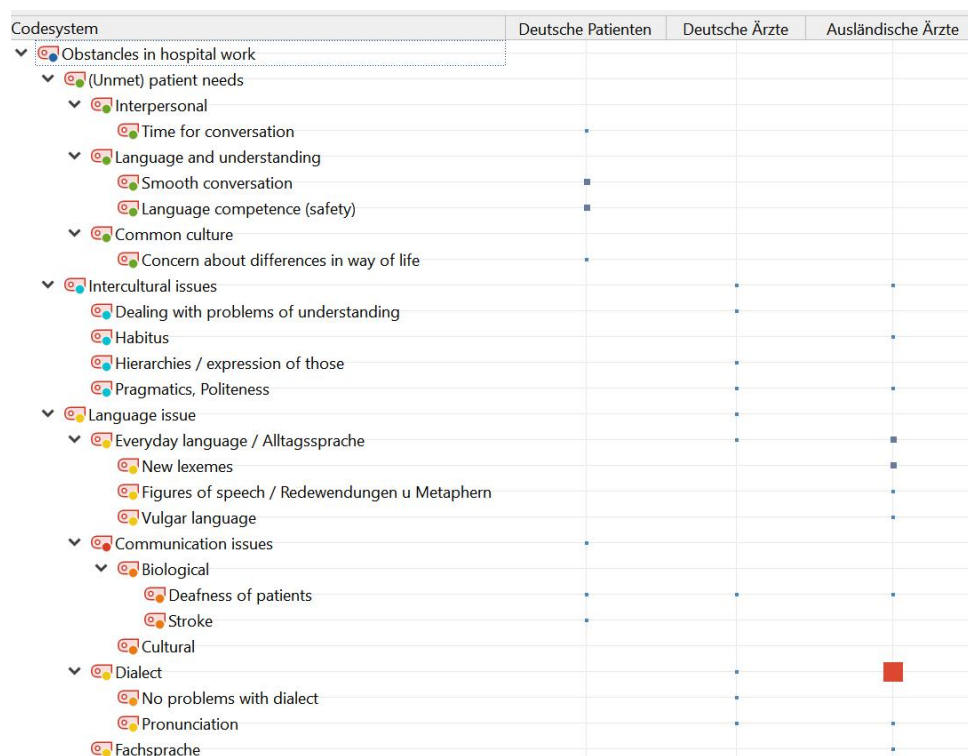 Codesystem Deutsche Patienten Deutsche Ärzte Ausländische Ärzte
Obstacles in hospital work
(Unmet) patient needs
Interpersonal
Time for conversation
Language and understanding
Smooth conversation
Language competence (safety)
Common culture
Concern about differences in way of life
Intercultural issues
Dealing with problems of understanding
Habitus
Hierarchies / expression of those
Pragmatics, Politeness
Language issue
Everyday language / Alltagssprache
New lexemes
Figures of speech / Redewendungen u Metaphern
Vulgar language
Communication issues
Biological
Deafness of patients
Stroke
Cultural
Dialect
No problems with dialect
Pronunciation
Fachsprache